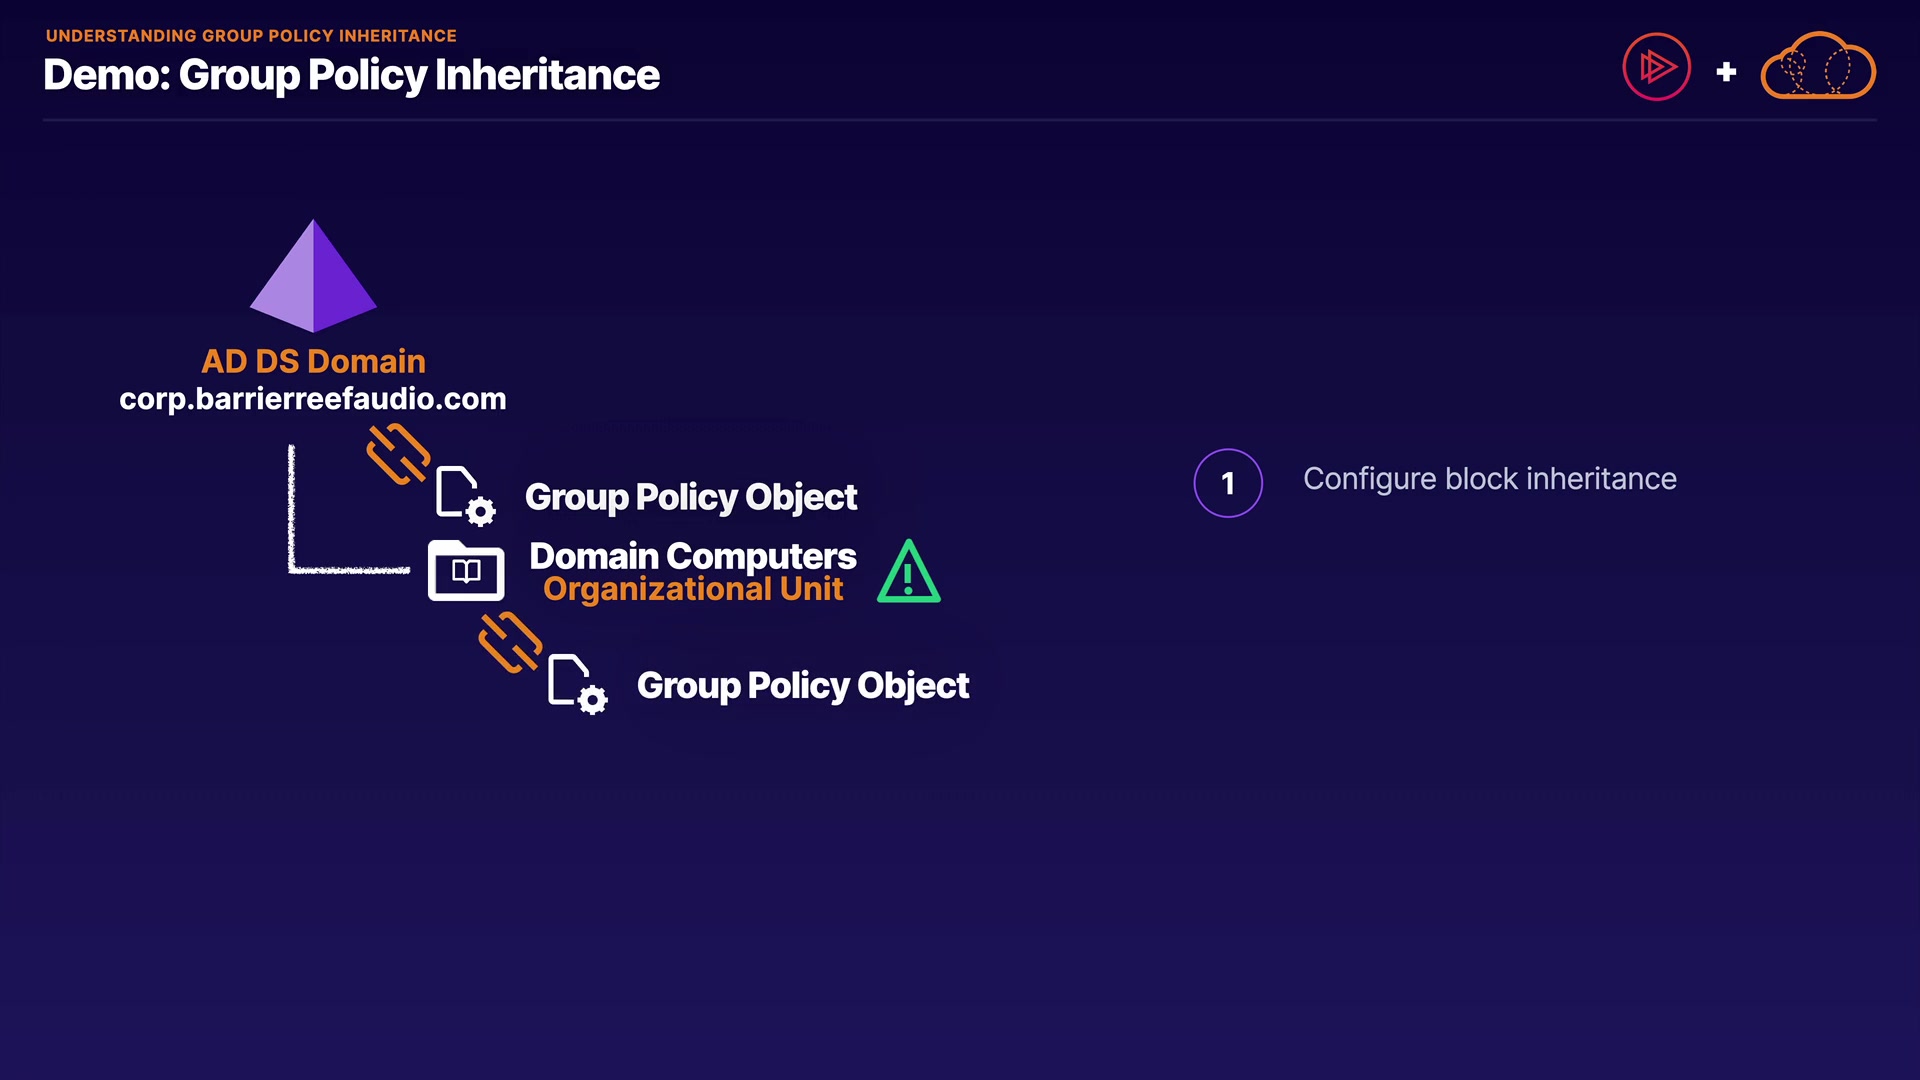 UNDERSTANDING GROUP POLICY INHERITANCE
Demo: Group Policy Inheritance
AD DS Domain
corp.barrierreefaudio.com
Group Policy Object
Domain Computers
Organizational Unit
Group Policy Object
1
Configure block inheritance